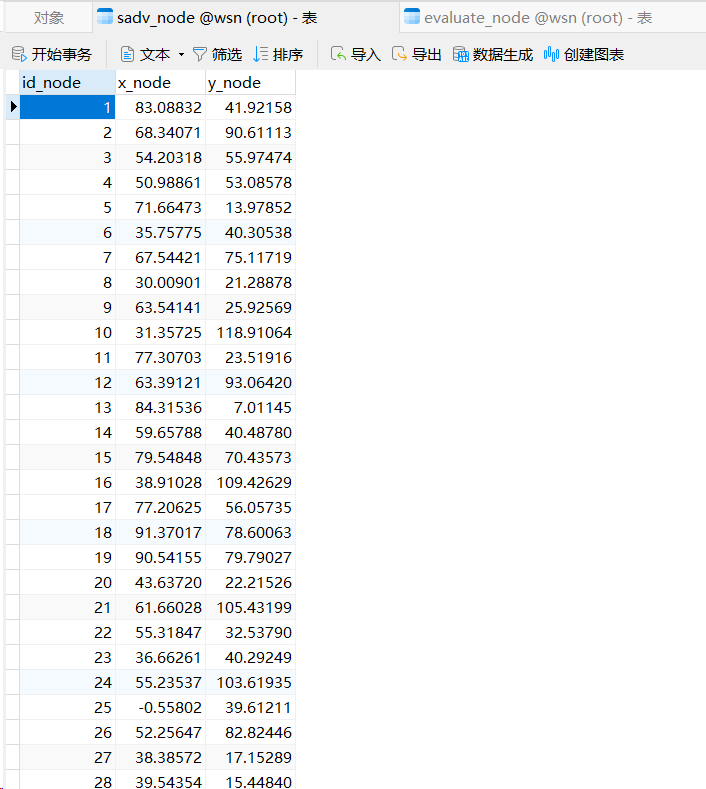 对象 sadv_node @wsn (root) - 表 evaluate_node @wsn (root) - 表
开始事务 文本 筛选 排序 导入 导出 数据生成 创建图表
id_node x_node y_node
1 83.08832 41.92158
2 68.34071 90.61113
3 54.20318 55.97474
4 50.98861 53.08578
5 71.66473 13.97852
6 35.75775 40.30538
7 67.54421 75.11719
8 30.00901 21.28878
9 63.54141 25.92569
10 31.35725 118.91064
11 77.30703 23.51916
12 63.39121 93.06420
13 84.31536 7.01145
14 59.65788 40.48780
15 79.54848 70.43573
16 38.91028 109.42629
17 77.20625 56.05735
18 91.37017 78.60063
19 90.54155 79.79027
20 43.63720 22.21526
21 61.66028 105.43199
22 55.31847 32.53790
23 36.66261 40.29249
24 55.23537 103.61935
25 -0.55802 39.61211
26 52.25647 82.82446
27 38.38572 17.15289
28 39.54354 15.44840